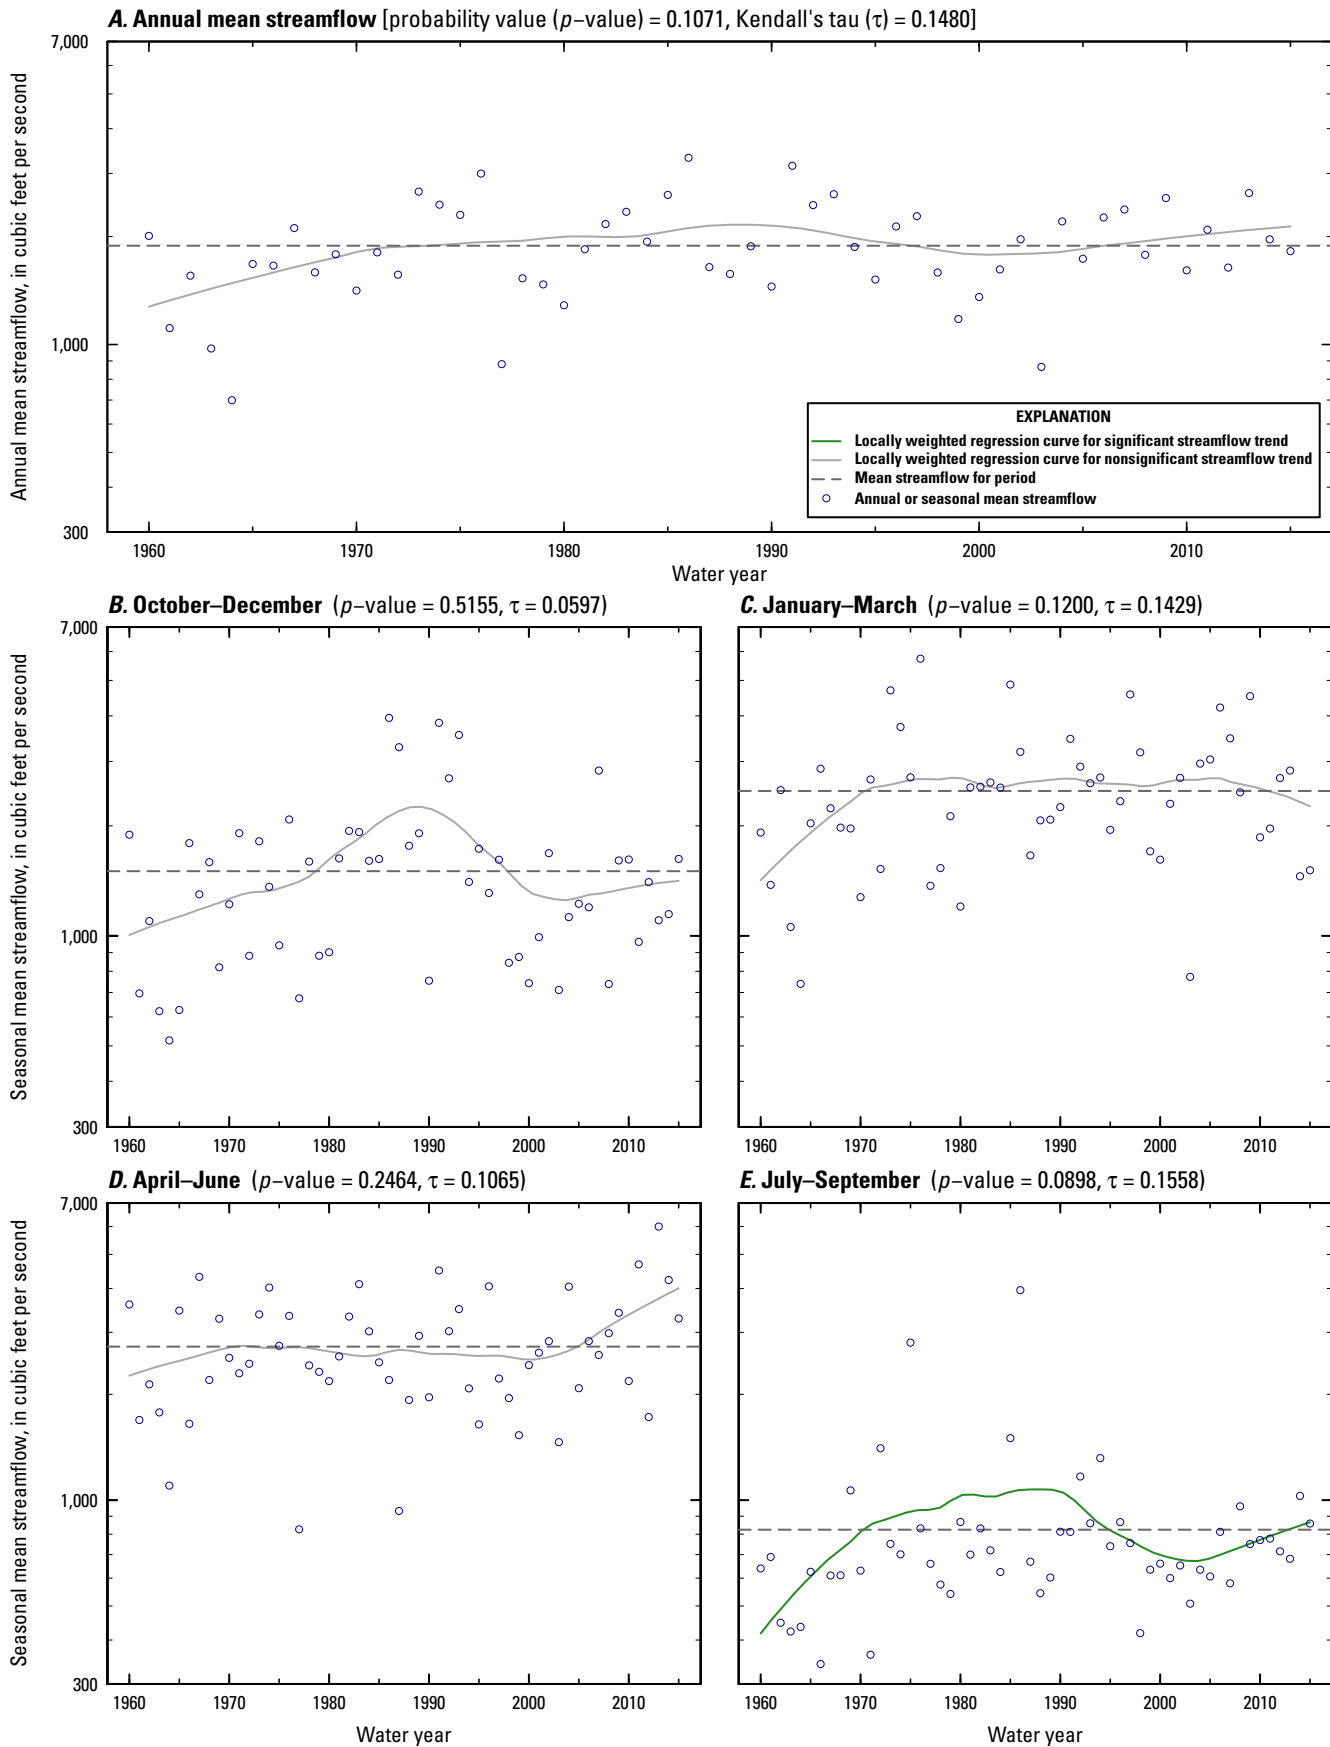 A. Annual mean streamflow [probability value (p–value) = 0.1071, Kendall's tau (τ) = 0.1480]
7,000
1,000
300
Annual mean streamflow, in cubic feet per second
EXPLANATION
Locally weighted regression curve for significant streamflow trend
Locally weighted regression curve for nonsignificant streamflow trend
Mean streamflow for period
Annual or seasonal mean streamflow
1960 1970 1980 1990 2000 2010
Water year
B. October–December (p–value = 0.5155, τ = 0.0597)
7,000
1,000
300
Seasonal mean streamflow, in cubic feet per second
1960 1970 1980 1990 2000 2010
C. January–March (p–value = 0.1200, τ = 0.1429)
1960 1970 1980 1990 2000 2010
D. April–June (p–value = 0.2464, τ = 0.1065)
7,000
1,000
300
Seasonal mean streamflow, in cubic feet per second
1960 1970 1980 1990 2000 2010
Water year
E. July–September (p–value = 0.0898, τ = 0.1558)
1960 1970 1980 1990 2000 2010
Water year